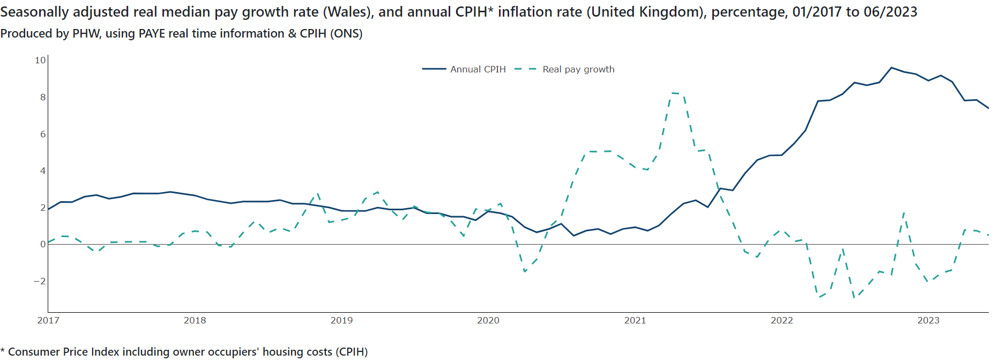 Seasonally adjusted real median pay growth rate (Wales), and annual CPIH* inflation rate (United Kingdom), percentage, 01/2017 to 06/2023
Produced by PHW, using PAYE real time information & CPIH (ONS)
Annual CPIH
Real pay growth
10
8
6
4
2
0
−2
2017
2018
2019
2020
2021
2022
2023
* Consumer Price Index including owner occupiers' housing costs (CPIH)